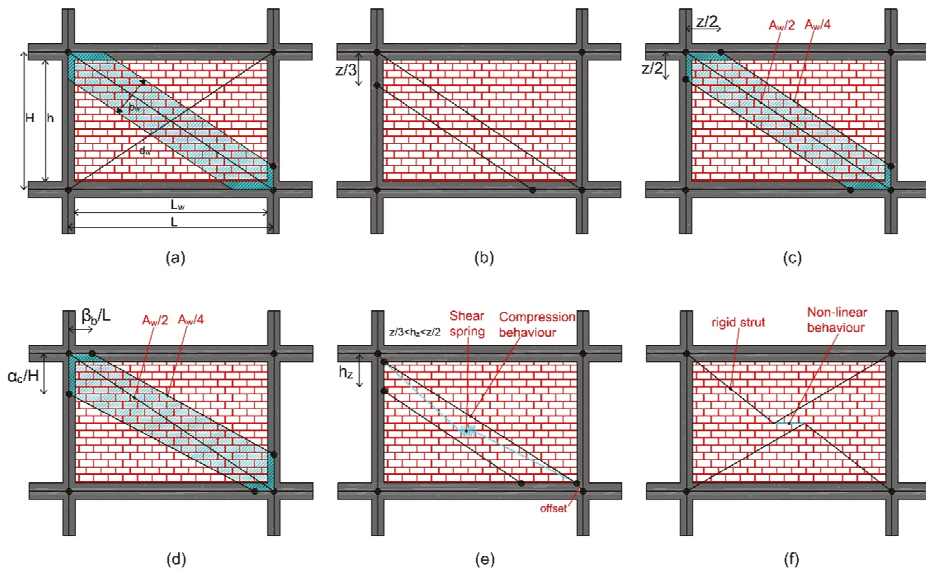 H
h
b_w
d_w
L_w
L
(a)
z/3
(b)
z/2
z/2
A_w/2
A_w/4
(c)
β_b/L
α_c/H
A_w/2
A_w/4
(d)
z/3<h_z<z/2
h_z
Shear
spring
Compression
behaviour
offset
(e)
rigid strut
Non-linear
behaviour
(f)